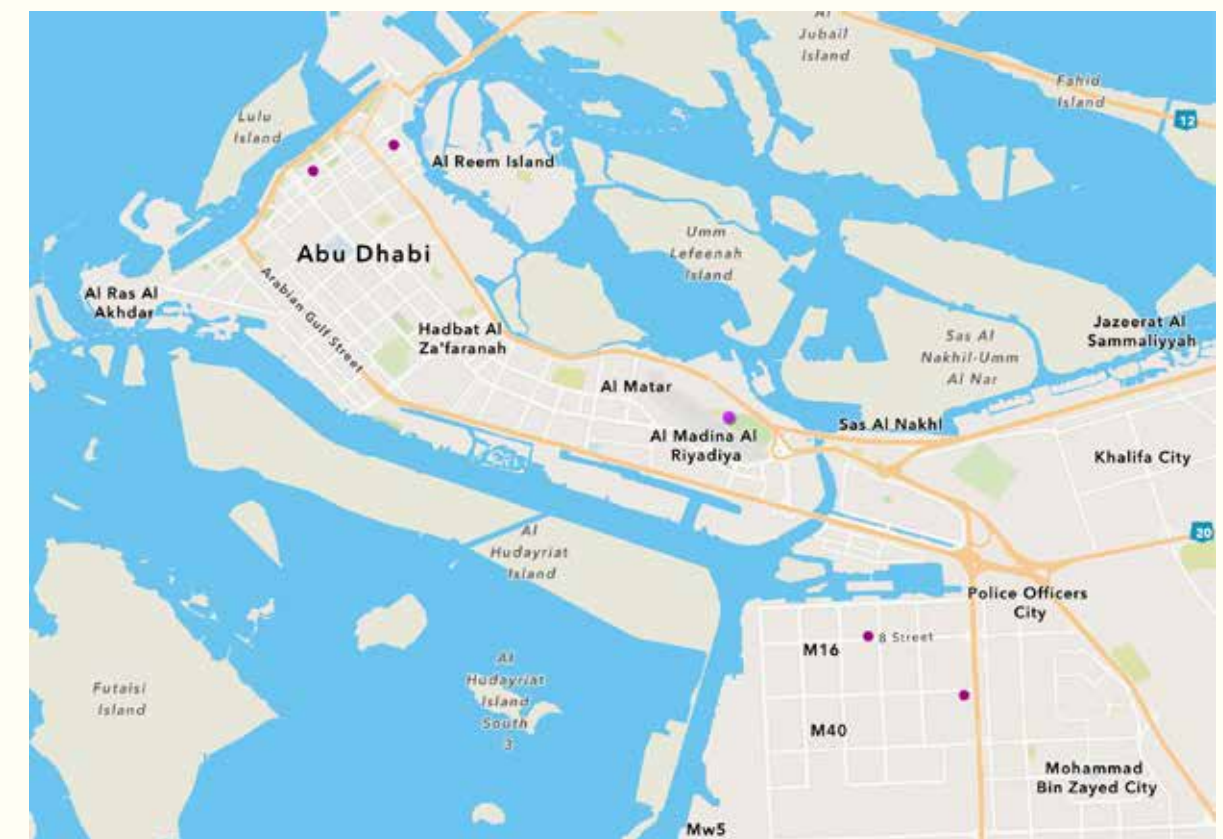 Al
Jubail
Island
Fahid
Island
12
Lulu
Island
Al Reem Island
Umm
Lefeenah
Island
Abu Dhabi
Al Ras Al
Akhdar
Arabian Gulf Street
Hadbat Al
Za'faranah
Jazeerat Al
Sammaliyyah
Sas Al
Nakhil-Umm
Al Nar
Al Matar
Sas Al Nakhl
Al Madina Al
Riyadiya
Khalifa City
20
Al
Hudayriat
Island
Police Officers
City
8 Street
M16
Al
Hudayriat
Island
South
3
Futaisi
Island
M40
Mohammad
Bin Zayed City
Mw5